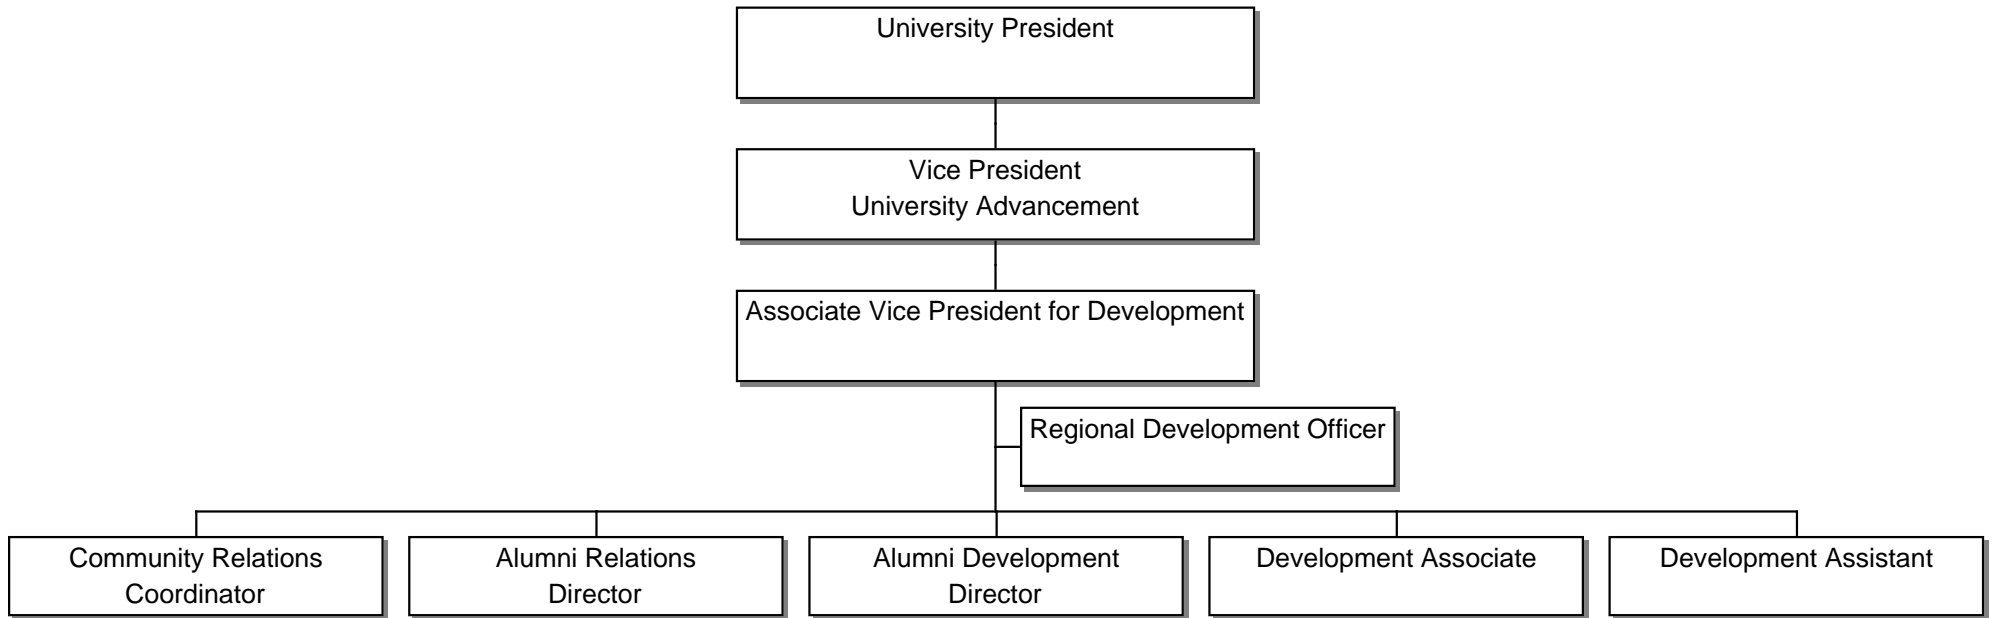 University President
Vice President
University Advancement
Associate Vice President for Development
Regional Development Officer
Community Relations
Coordinator
Alumni Relations
Director
Alumni Development
Director
Development Associate
Development Assistant